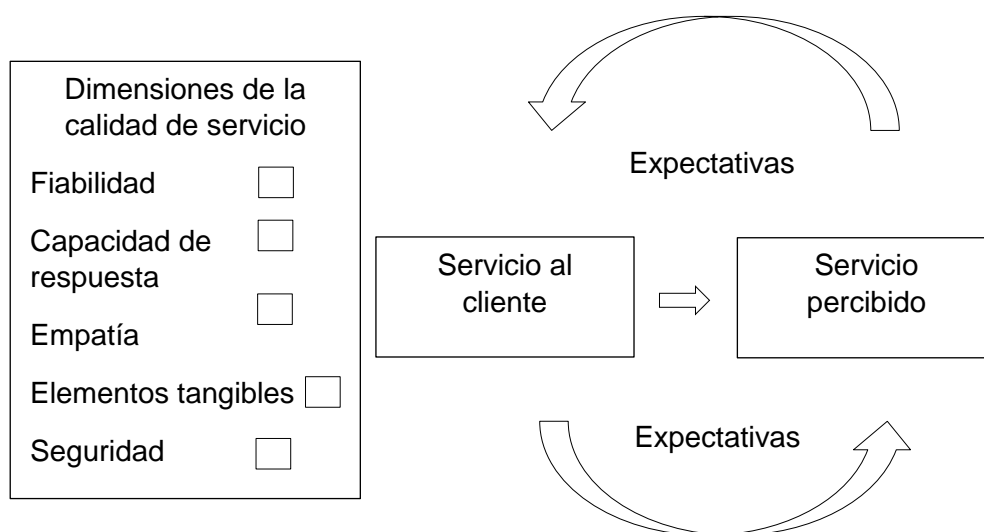 Dimensiones de la
calidad de servicio
Fiabilidad
Capacidad de
respuesta
Empatía
Elementos tangibles
Seguridad
Expectativas
Servicio al
cliente
Servicio
percibido
Expectativas